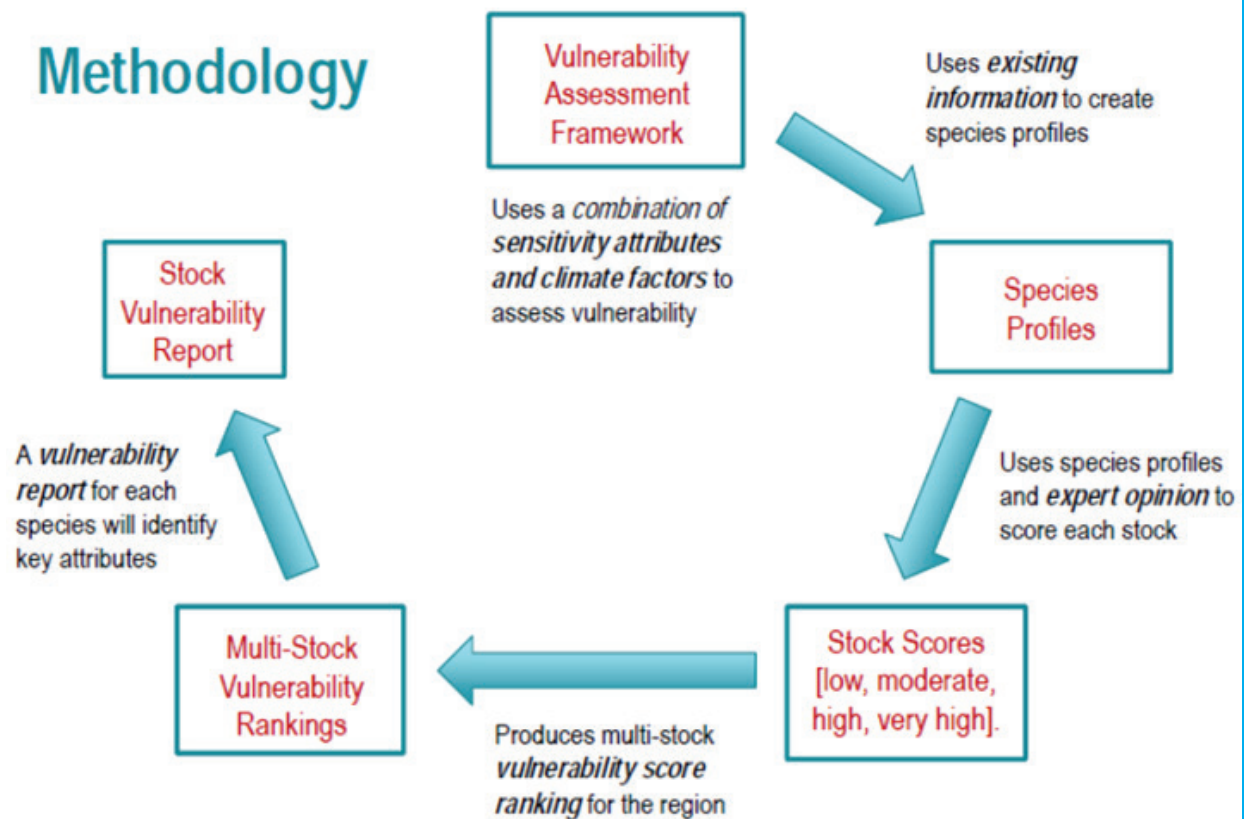 Methodology
Vulnerability
Assessment
Framework
Uses a combination of
sensitivity attributes
and climate factors to
assess vulnerability
Uses existing
information to create
species profiles
Species
Profiles
Uses species profiles
and expert opinion to
score each stock
Stock Scores
[low, moderate,
high, very high].
Produces multi-stock
vulnerability score
ranking for the region
Multi-Stock
Vulnerability
Rankings
A vulnerability
report for each
species will identify
key attributes
Stock
Vulnerability
Report